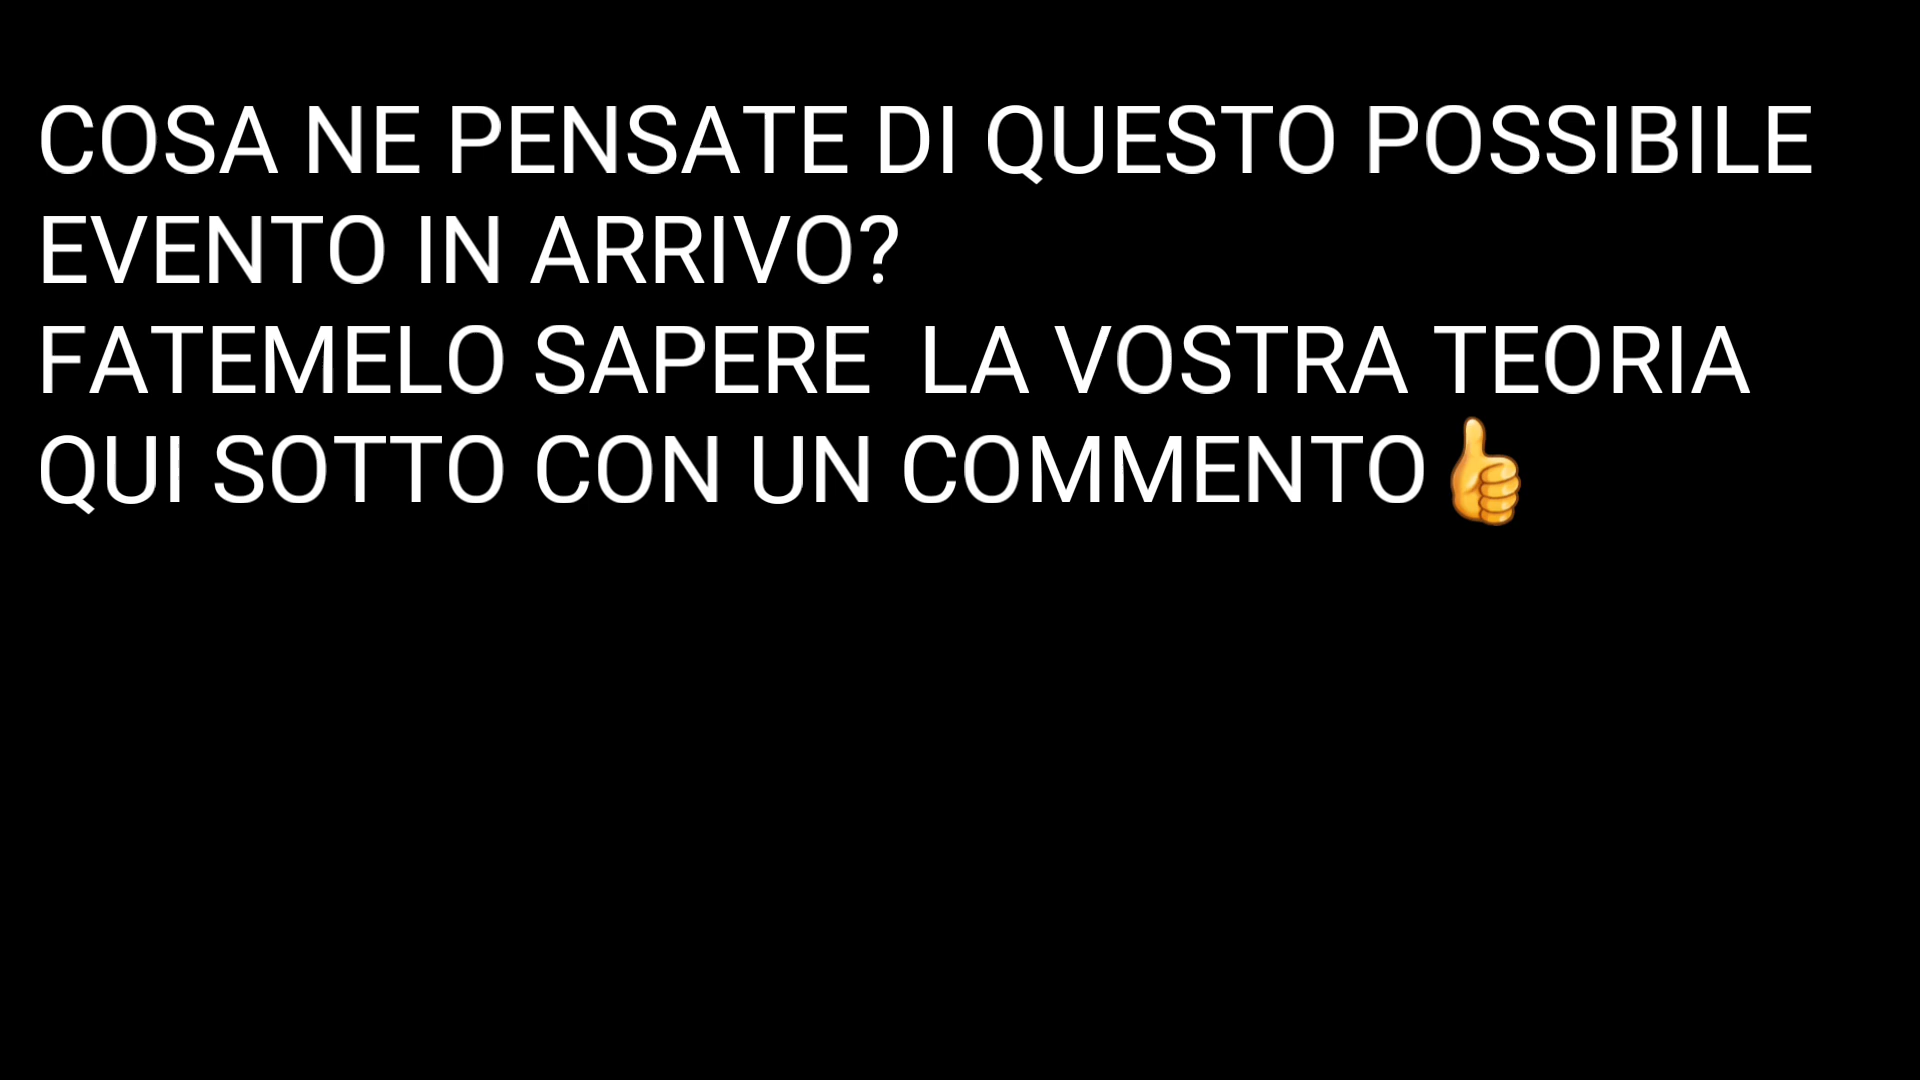 COSA NE PENSATE DI QUESTO POSSIBILE
EVENTO IN ARRIVO?
FATEMELO SAPERE  LA VOSTRA TEORIA
QUI SOTTO CON UN COMMENTO👍